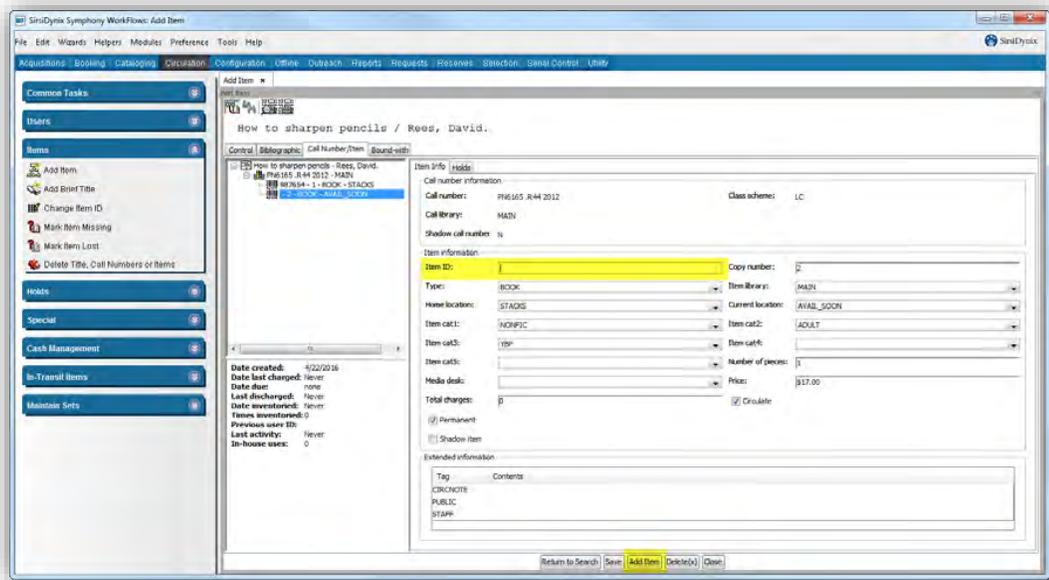 SirsiDynix Symphony WorkFlows: Add Item
File Edit Wizards Helpers Modules Preference Tools Help
SirsiDynix
Acquisitions Booking Cataloging Circulation Configuration Offline Outreach Reports Requests Reserves Selection Serial Control Utility
Common Tasks
Users
Items
Add Item
Add Brief Title
Change Item ID
Mark Item Missing
Mark Item Lost
Delete Title, Call Numbers or Items
Holds
Special
Cash Management
In-Transit Items
Maintain Sets
Add Item
How to sharpen pencils / Rees, David.
Control Bibliographic Call Number/Item Bound-with
How to sharpen pencils - Rees, David.
PN6165 .R44 2012 - MAIN
987654 - 1 - BOOK - STACKS
- 2 - BOOK - AVAIL_SOON
Date created: 4/22/2016
Date last charged: Never
Date due: none
Last discharged: Never
Date inventoried: Never
Times inventoried: 0
Previous user ID:
Last activity: Never
In-house uses: 0
Item Info Holds
Call number information
Call number: PN6165 .R44 2012 Class scheme: LC
Call library: MAIN
Shadow call number N
Item information
Item ID: Copy number: 2
Type: BOOK Item library: MAIN
Home location: STACKS Current location: AVAIL_SOON
Item cat1: NONFIC Item cat2: ADULT
Item cat3: YBP Item cat4:
Item cat5: Number of pieces: 1
Media desk: Price: $17.00
Total charges: 0 Circulate
Permanent
Shadow item
Extended information
Tag Contents
CIRCNOTE
PUBLIC
STAFF
Return to Search Save Add Item Delete(x) Close